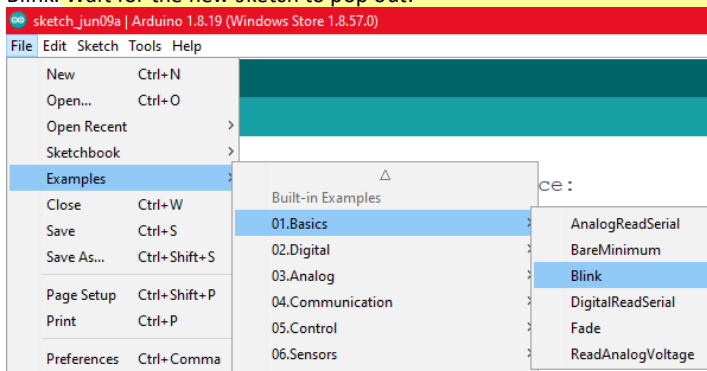 Blink. Wait for the new sketch to pop out.
sketch_jun09a | Arduino 1.8.19 (Windows Store 1.8.57.0)
File Edit Sketch Tools Help
New Ctrl+N
Open... Ctrl+O
Open Recent
Sketchbook
Examples
Close Ctrl+W
Save Ctrl+S
Save As... Ctrl+Shift+S
Page Setup Ctrl+Shift+P
Print Ctrl+P
Preferences Ctrl+Comma
Built-in Examples
01.Basics
02.Digital
03.Analog
04.Communication
05.Control
06.Sensors
ce:
AnalogReadSerial
BareMinimum
Blink
DigitalReadSerial
Fade
ReadAnalogVoltage